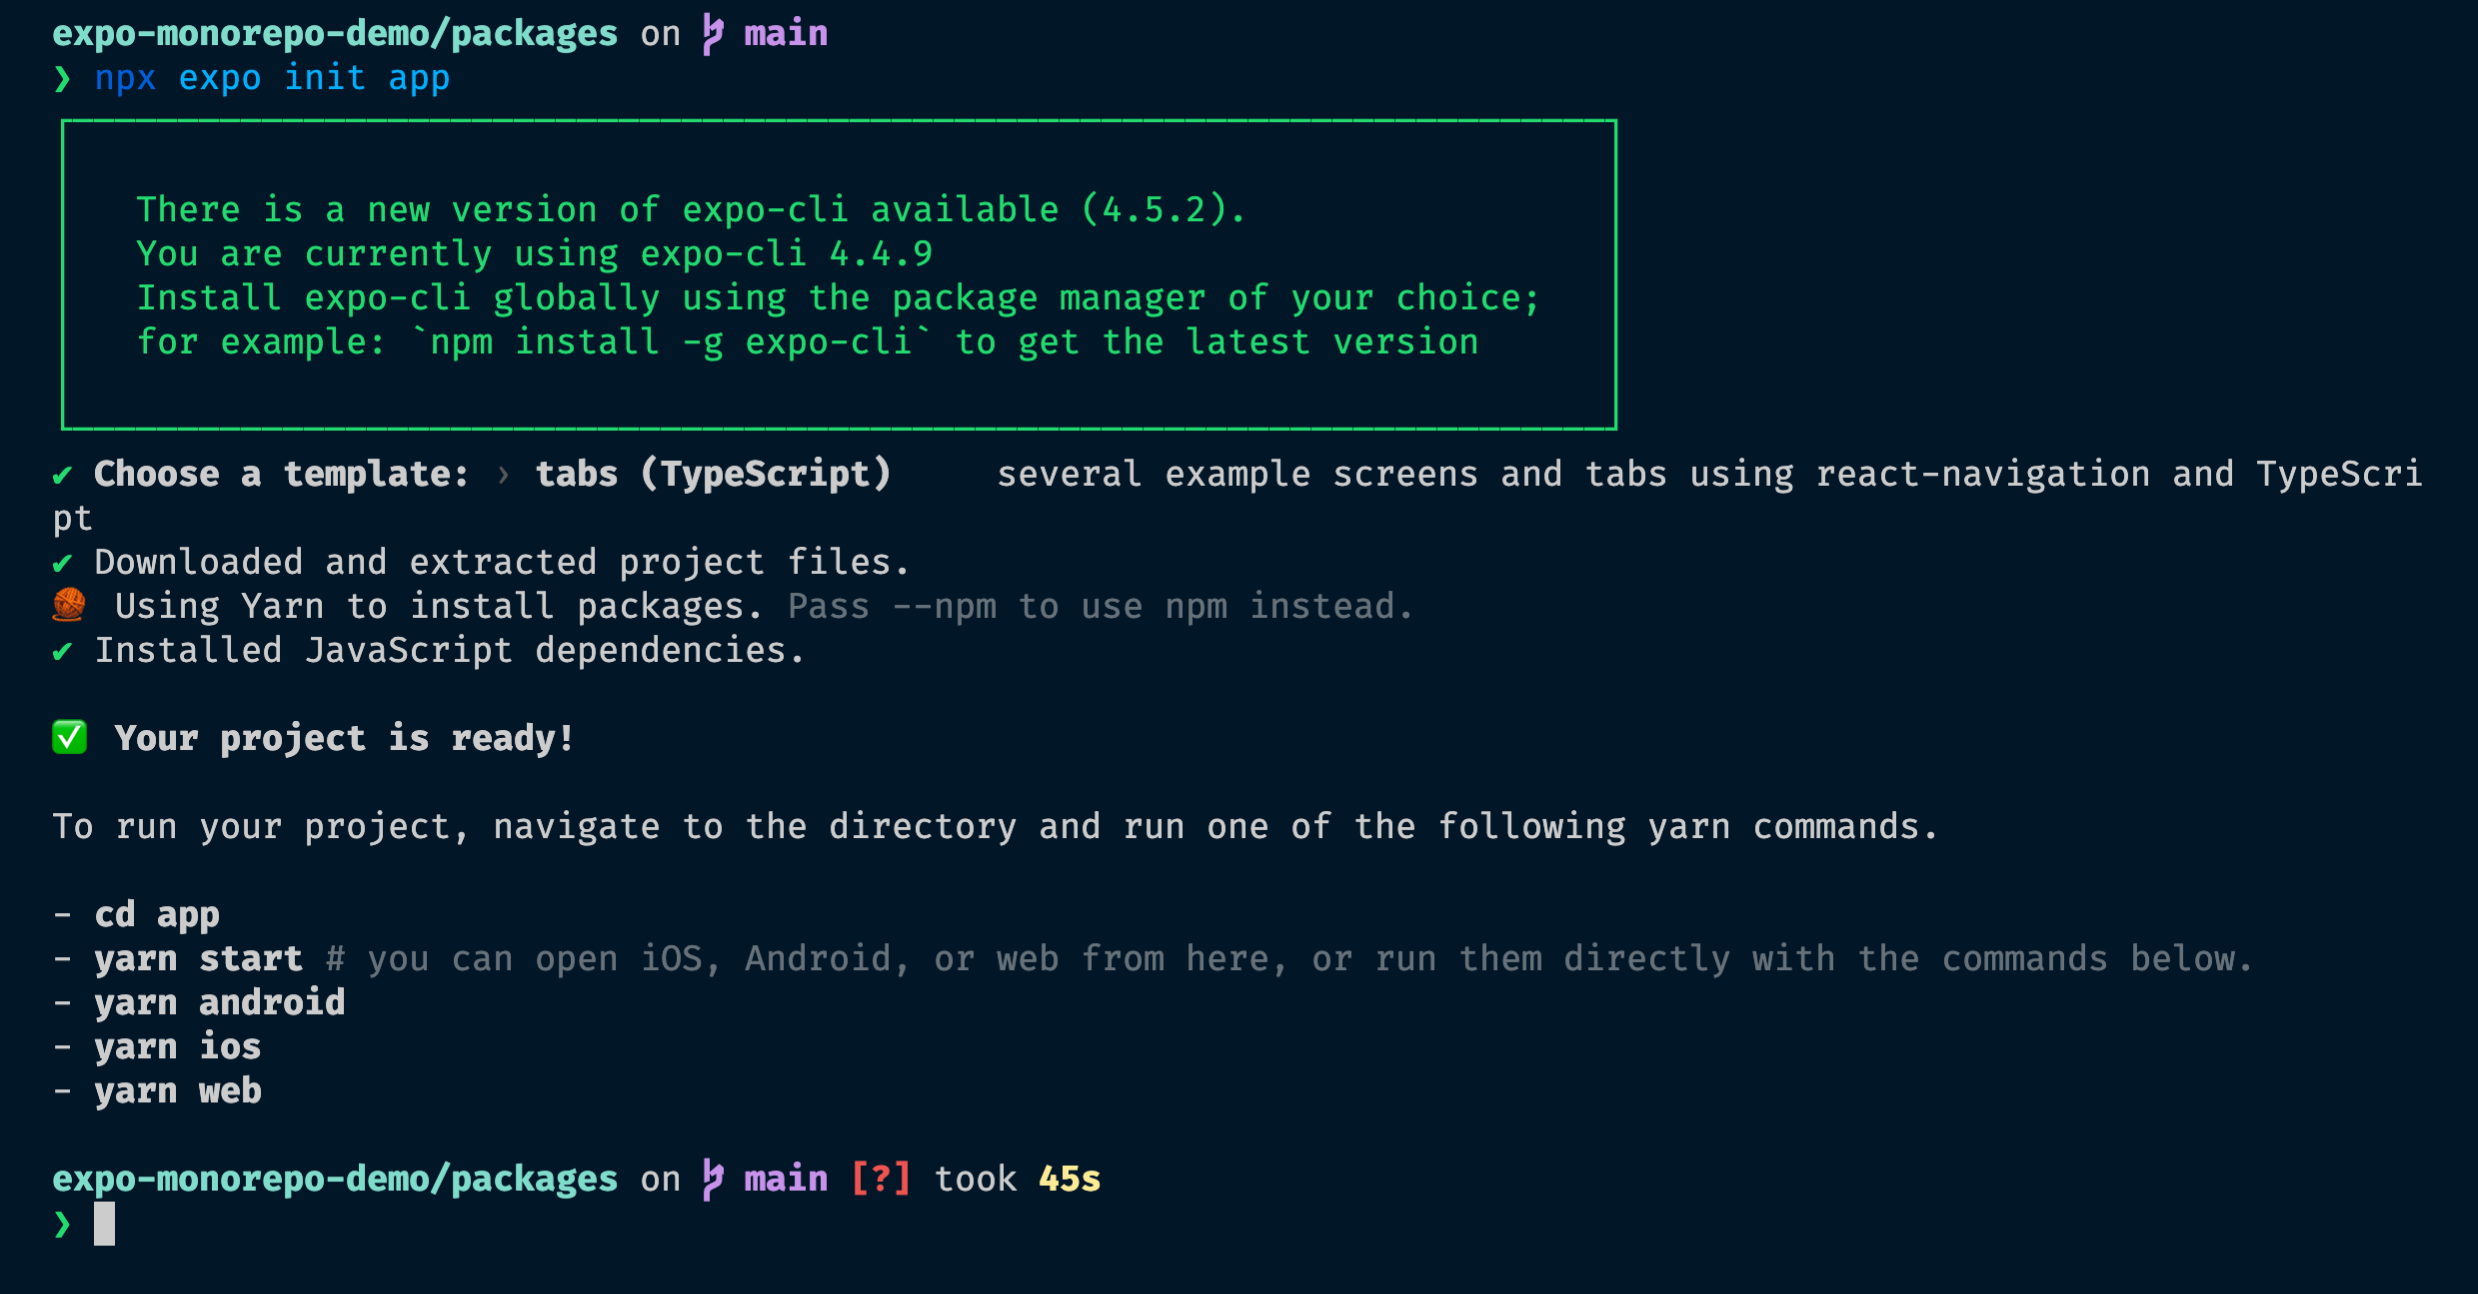 expo-monorepo-demo/packages on main
❯ npx expo init app
There is a new version of expo-cli available (4.5.2).
You are currently using expo-cli 4.4.9
Install expo-cli globally using the package manager of your choice;
for example: `npm install -g expo-cli` to get the latest version
✔ Choose a template: › tabs (TypeScript)     several example screens and tabs using react-navigation and TypeScri
pt
✔ Downloaded and extracted project files.
🧶 Using Yarn to install packages. Pass --npm to use npm instead.
✔ Installed JavaScript dependencies.
✅ Your project is ready!
To run your project, navigate to the directory and run one of the following yarn commands.
- cd app
- yarn start # you can open iOS, Android, or web from here, or run them directly with the commands below.
- yarn android
- yarn ios
- yarn web
expo-monorepo-demo/packages on main [?] took 45s
❯